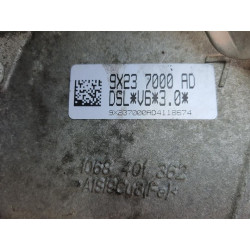 9X23 7000 AD
DSL*V6*3.0*
9X237000AD4118674
1068 401 362